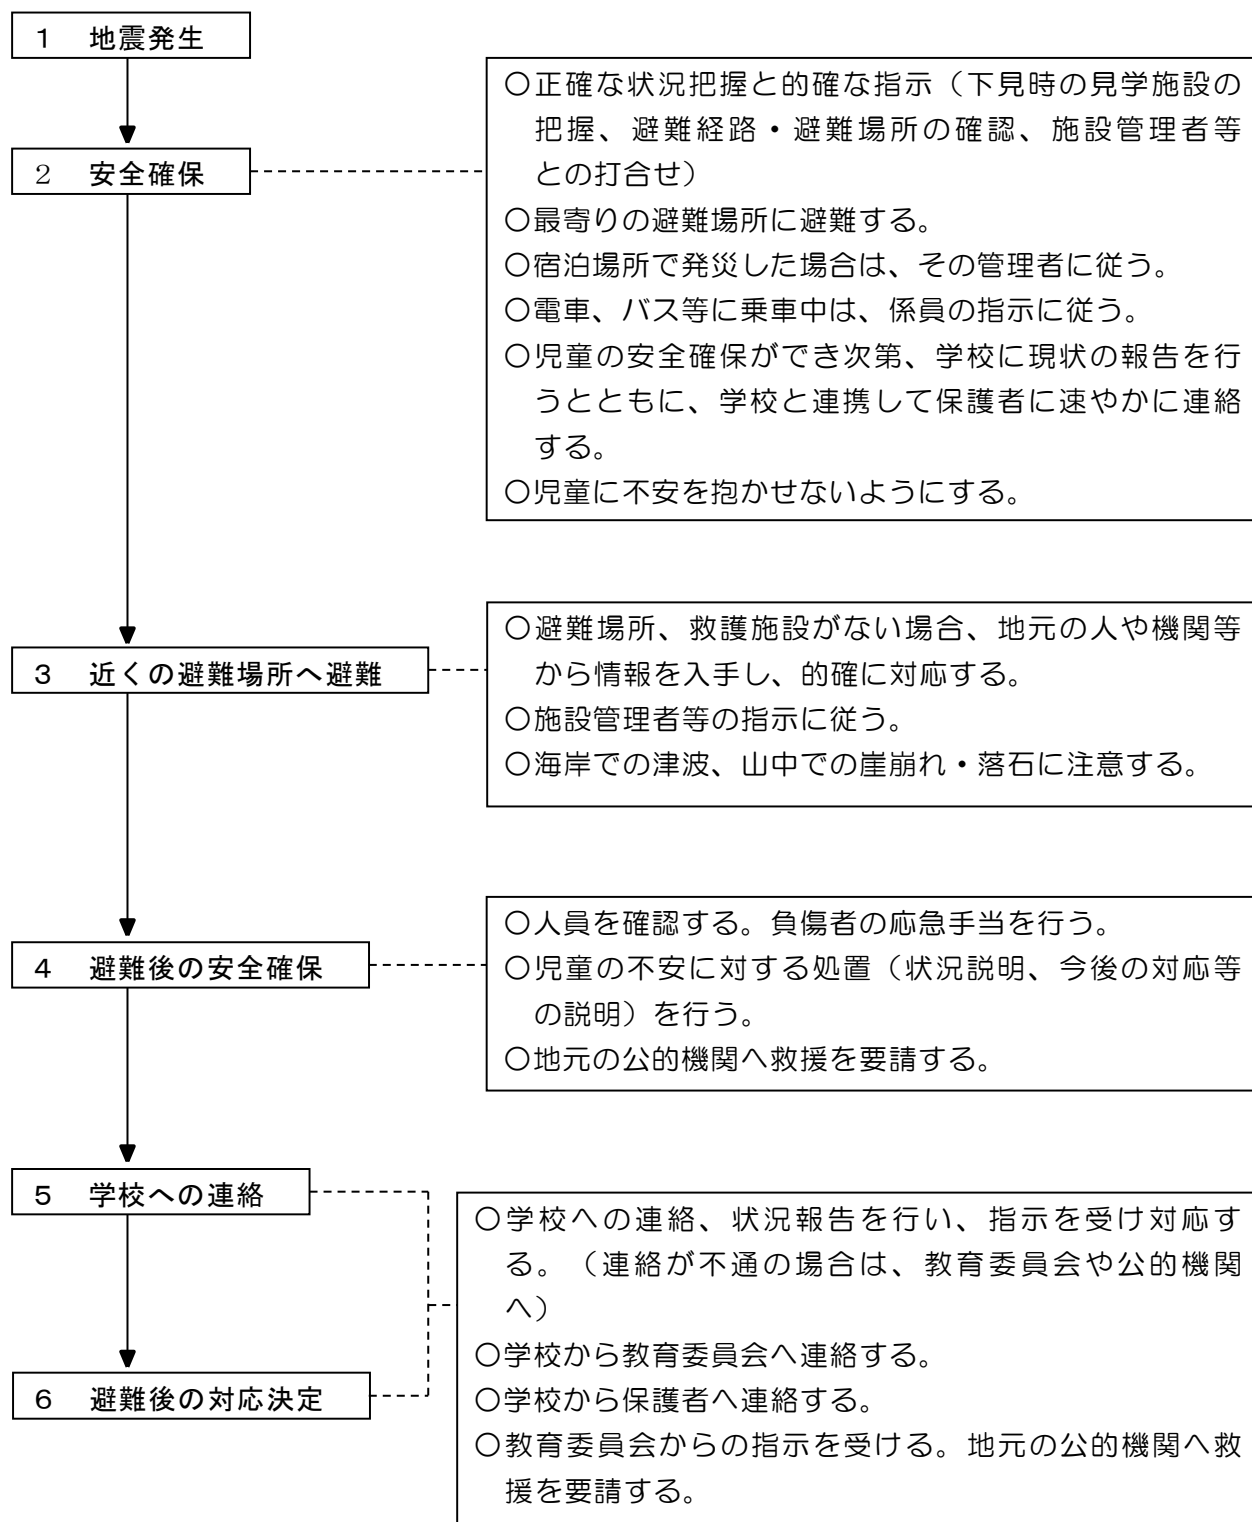 １　地震発生
２　安全確保
〇正確な状況把握と的確な指示（下見時の見学施設の
把握、避難経路・避難場所の確認、施設管理者等
との打合せ）
〇最寄りの避難場所に避難する。
〇宿泊場所で発災した場合は、その管理者に従う。
〇電車、バス等に乗車中は、係員の指示に従う。
〇児童の安全確保ができ次第、学校に現状の報告を行
うとともに、学校と連携して保護者に速やかに連絡
する。
〇児童に不安を抱かせないようにする。
３　近くの避難場所へ避難
〇避難場所、救護施設がない場合、地元の人や機関等
から情報を入手し、的確に対応する。
〇施設管理者等の指示に従う。
〇海岸での津波、山中での崖崩れ・落石に注意する。
４　避難後の安全確保
〇人員を確認する。負傷者の応急手当を行う。
〇児童の不安に対する処置（状況説明、今後の対応等
の説明）を行う。
〇地元の公的機関へ救援を要請する。
５　学校への連絡
６　避難後の対応決定
〇学校への連絡、状況報告を行い、指示を受け対応す
る。（連絡が不通の場合は、教育委員会や公的機関
へ）
〇学校から教育委員会へ連絡する。
〇学校から保護者へ連絡する。
〇教育委員会からの指示を受ける。地元の公的機関へ救
援を要請する。